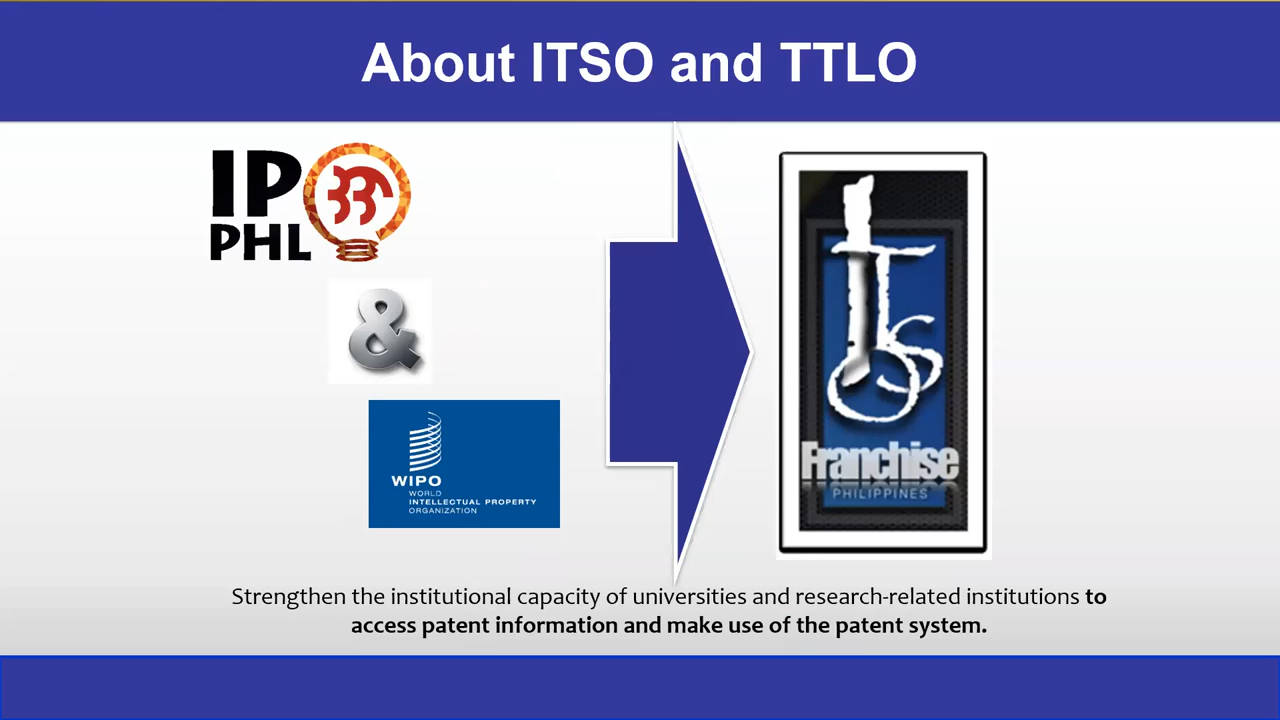 About ITSO and TTLO
IP
PHL
&
WIPO
WORLD
INTELLECTUAL PROPERTY
ORGANIZATION
ITSO
Franchise
PHILIPPINES
Strengthen the institutional capacity of universities and research-related institutions to
access patent information and make use of the patent system.